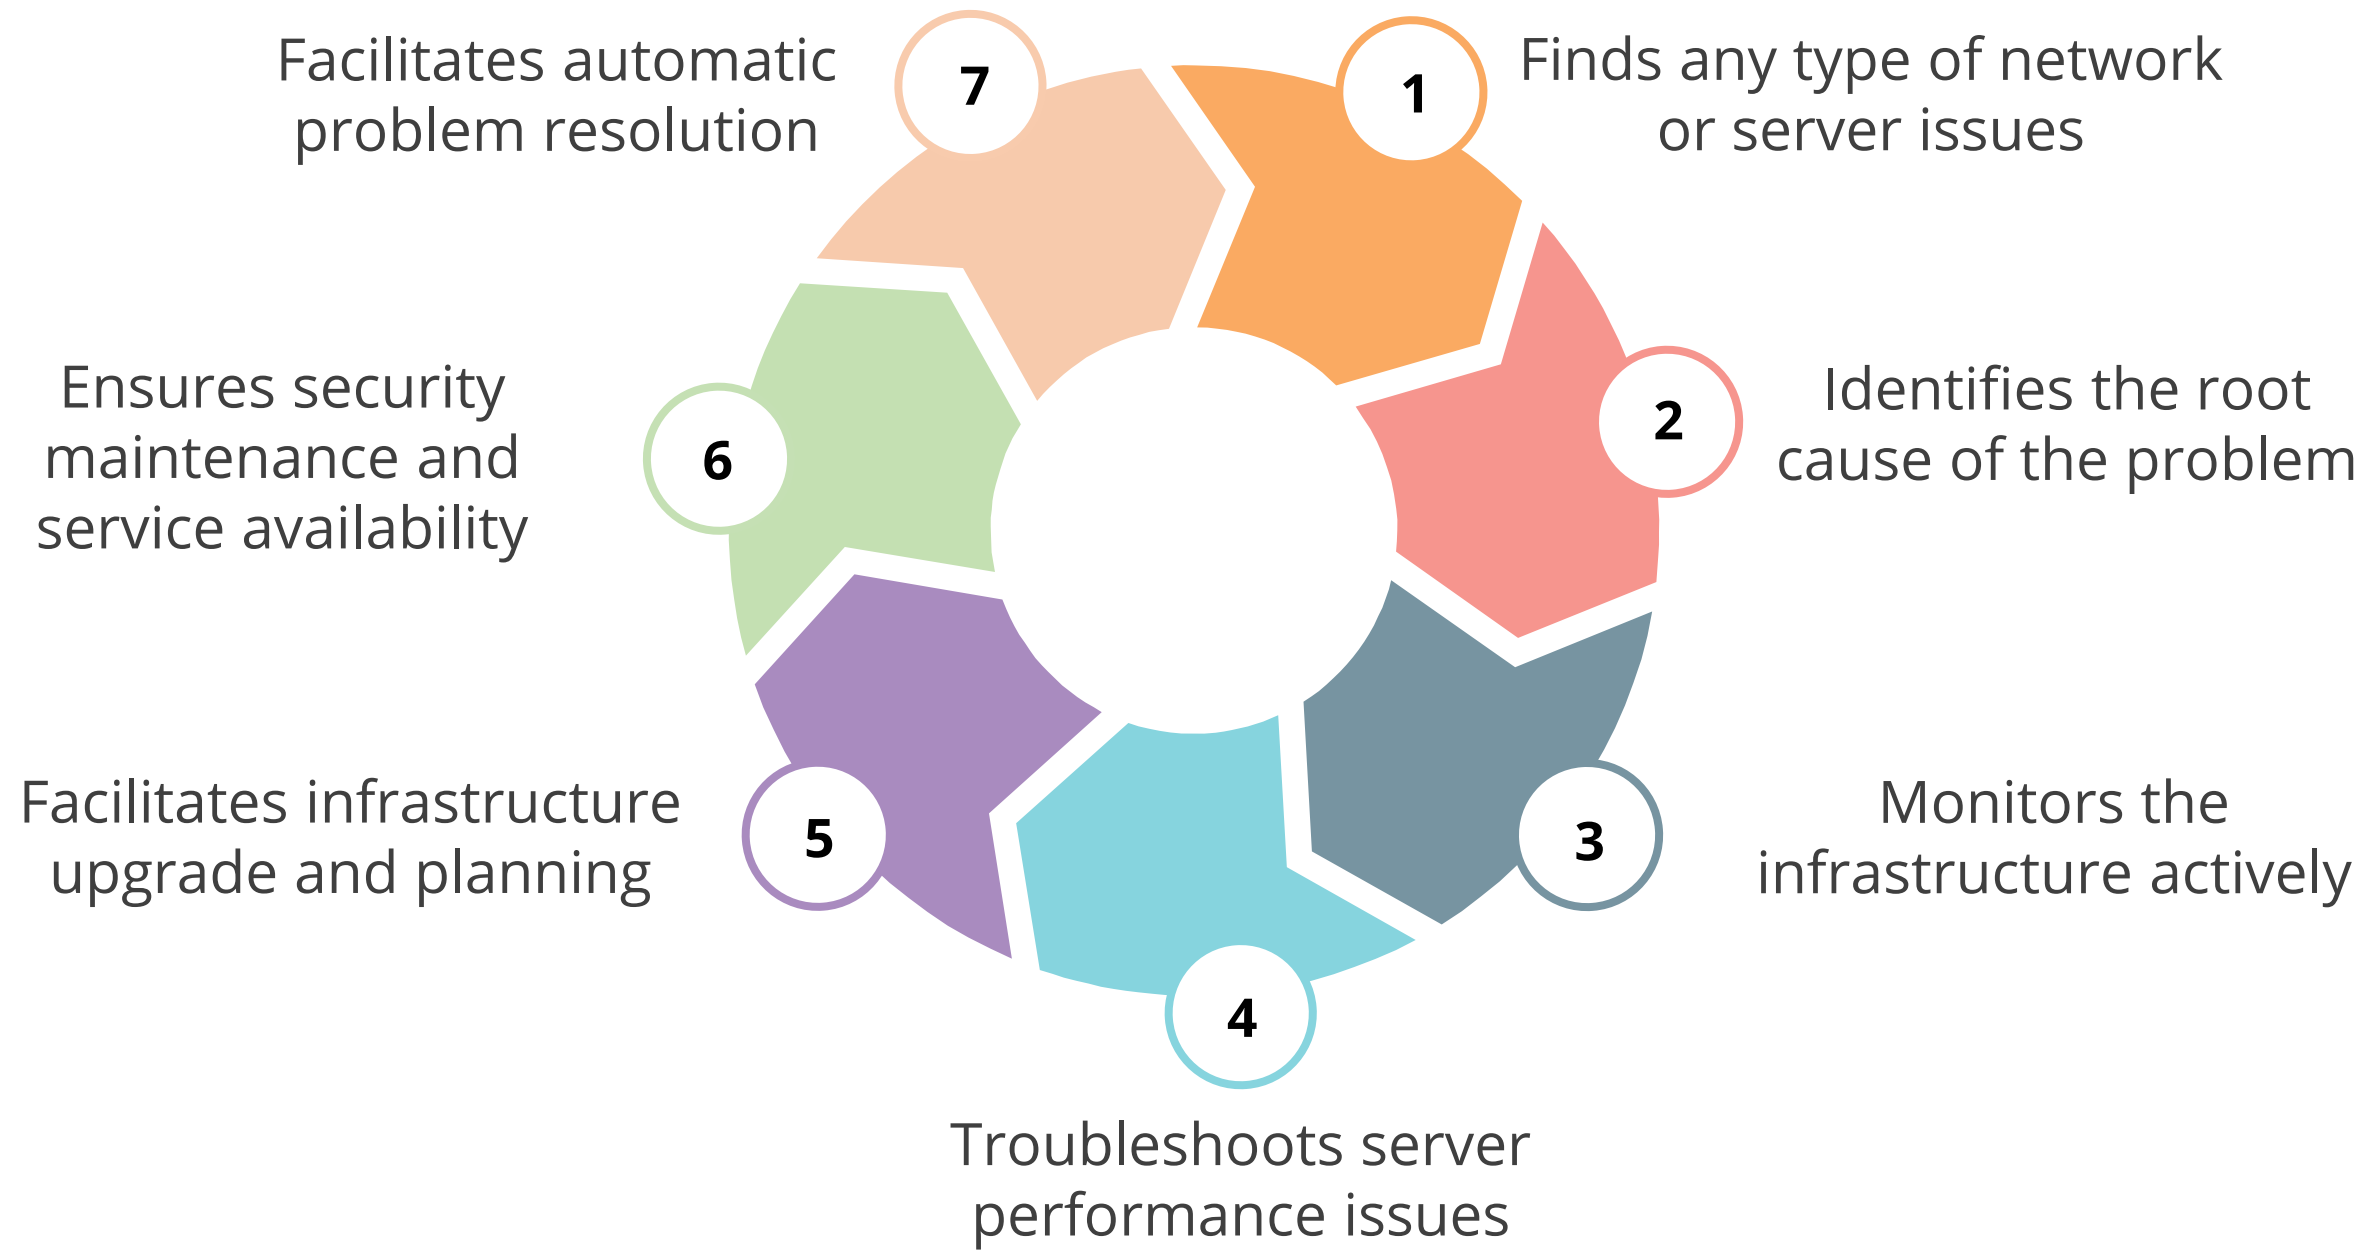 1
Finds any type of network
or server issues
2
Identifies the root
cause of the problem
3
Monitors the
infrastructure actively
4
Troubleshoots server
performance issues
5
Facilitates infrastructure
upgrade and planning
6
Ensures security
maintenance and
service availability
7
Facilitates automatic
problem resolution